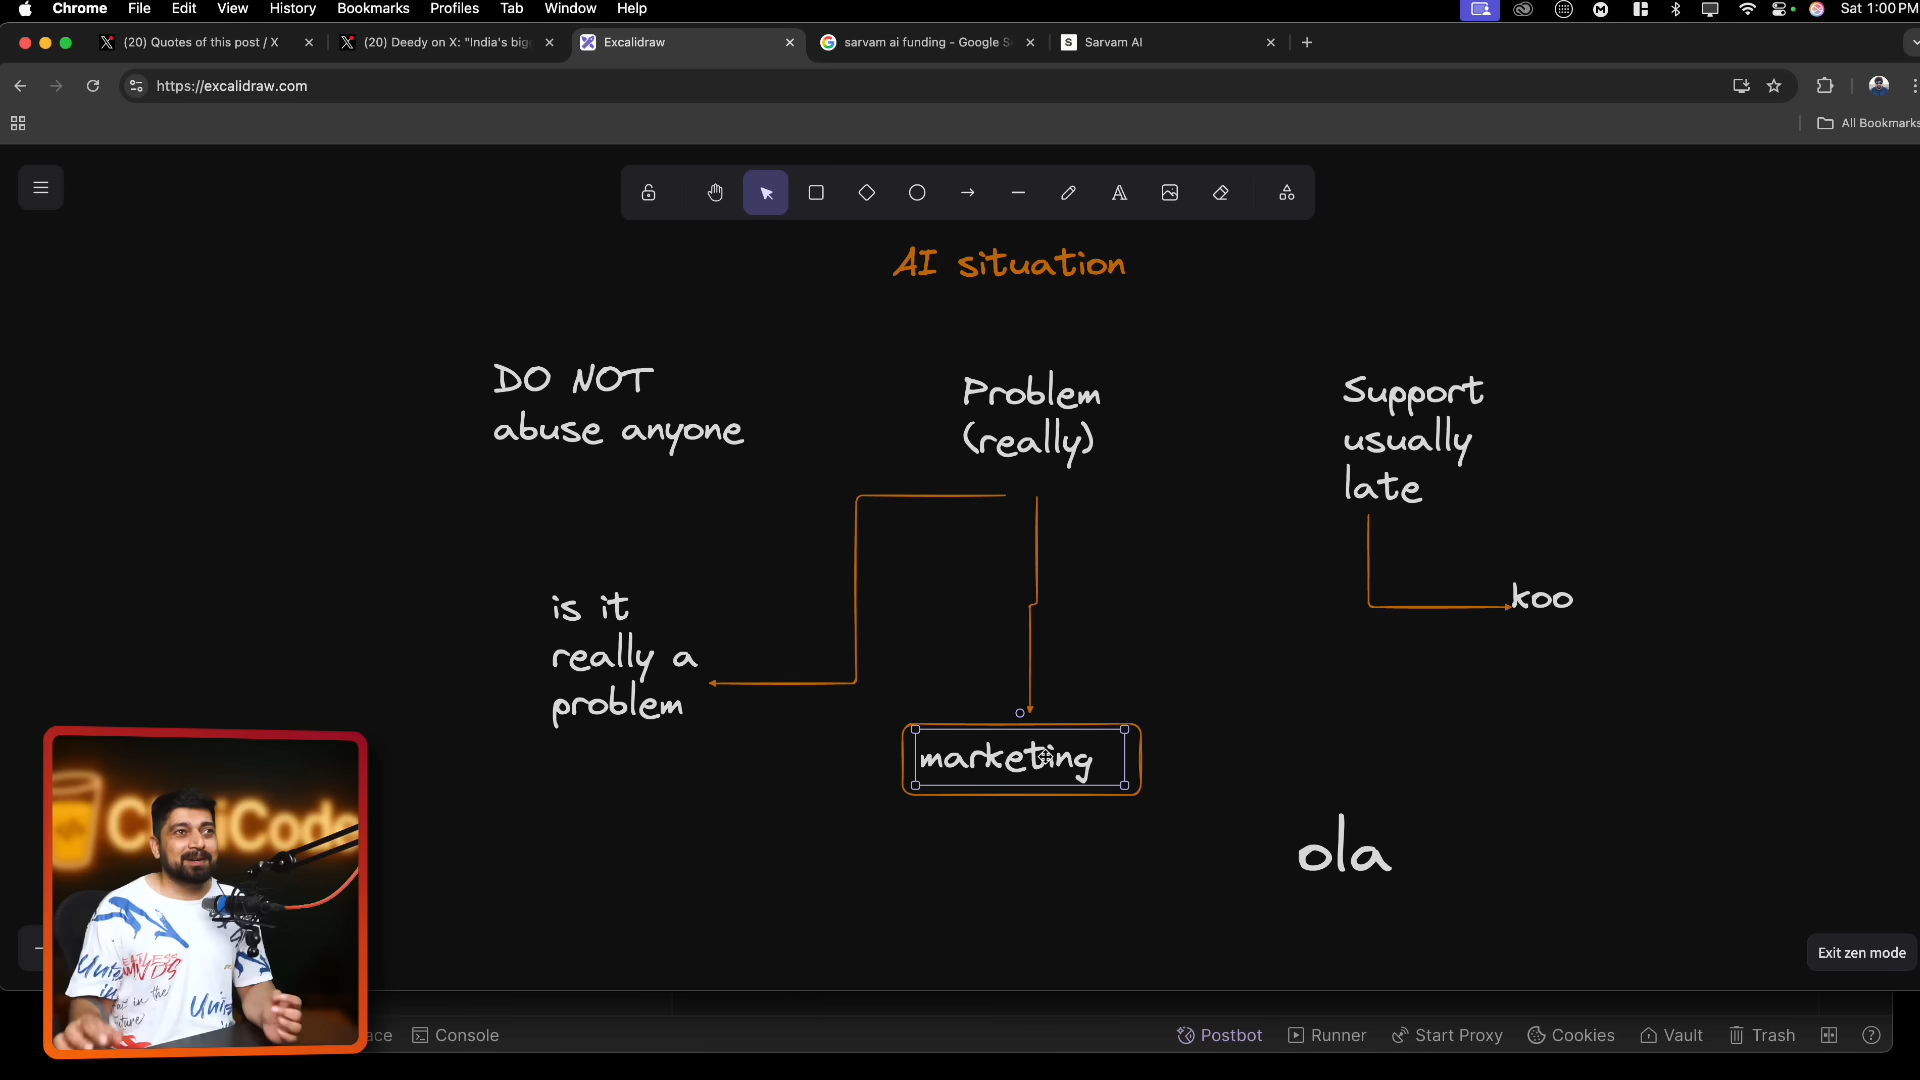 Chrome File Edit View History Bookmarks Profiles Tab Window Help
Sat 1:00 PM
(20) Quotes of this post / X
(20) Deedy on X: "India's big
Excalidraw
sarvam ai funding - Google S
S Sarvam AI
https://excalidraw.com
All Bookmarks
AI situation
DO NOT
abuse anyone
Problem
(really)
Support
usually
late
is it
really a
problem
koo
marketing
ola
Exit zen mode
Console
Postbot
Runner
Start Proxy
Cookies
Vault
Trash